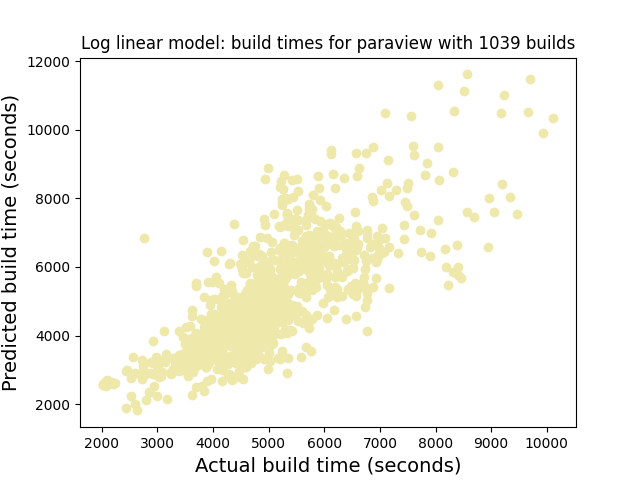 Log linear model: build times for paraview with 1039 builds
12000
10000
8000
6000
4000
2000
Predicted build time (seconds)
2000 3000 4000 5000 6000 7000 8000 9000 10000
Actual build time (seconds)